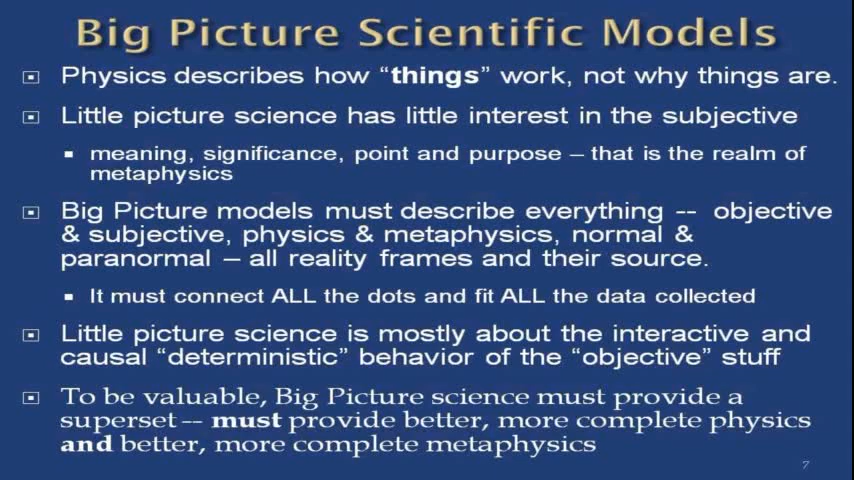 Big Picture Scientific Models
Physics describes how “things” work, not why things are.
Little picture science has little interest in the subjective
meaning, significance, point and purpose – that is the realm of
metaphysics
Big Picture models must describe everything -- objective
& subjective, physics & metaphysics, normal &
paranormal – all reality frames and their source.
It must connect ALL the dots and fit ALL the data collected
Little picture science is mostly about the interactive and
causal “deterministic” behavior of the “objective” stuff
To be valuable, Big Picture science must provide a
superset -- must provide better, more complete physics
and better, more complete metaphysics
7